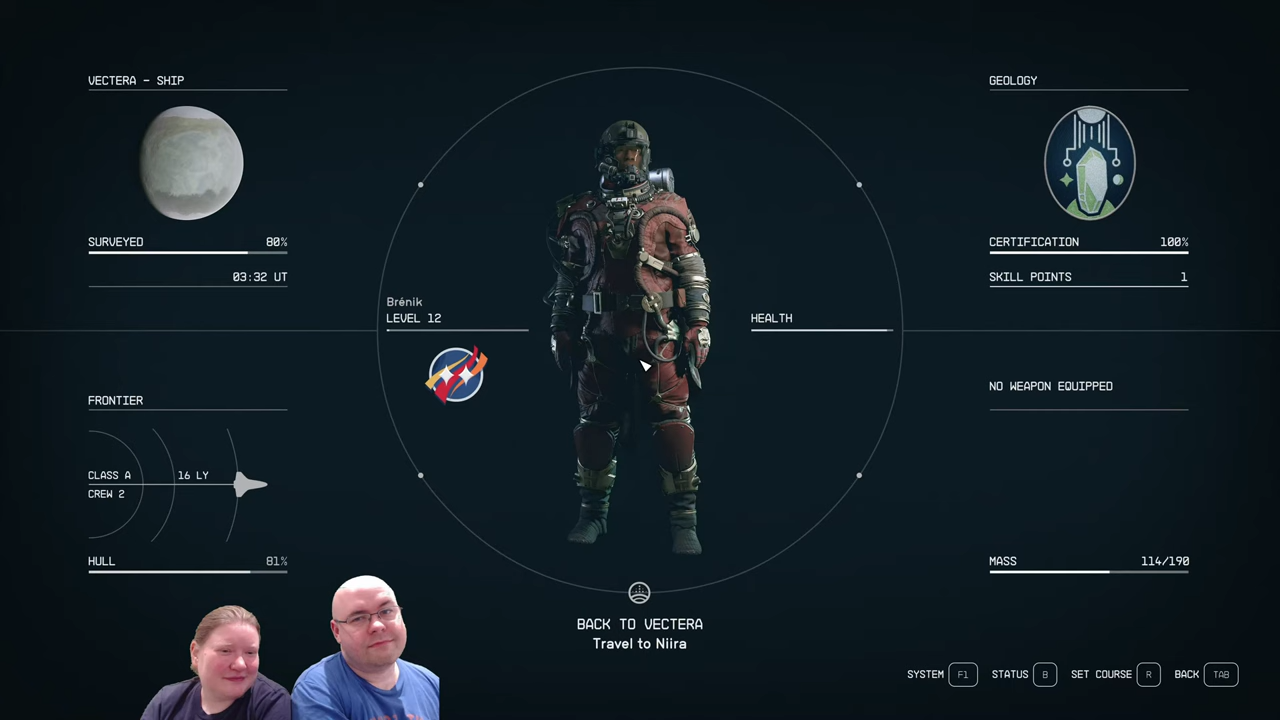 VECTERA - SHIP
SURVEYED 80%
03:32 UT
FRONTIER
CLASS A
16 LY
CREW 2
HULL 81%
Brénik
LEVEL 12
HEALTH
GEOLOGY
CERTIFICATION 100%
SKILL POINTS 1
NO WEAPON EQUIPPED
MASS 114/190
BACK TO VECTERA
Travel to Niira
SYSTEM F1 STATUS B SET COURSE R BACK TAB